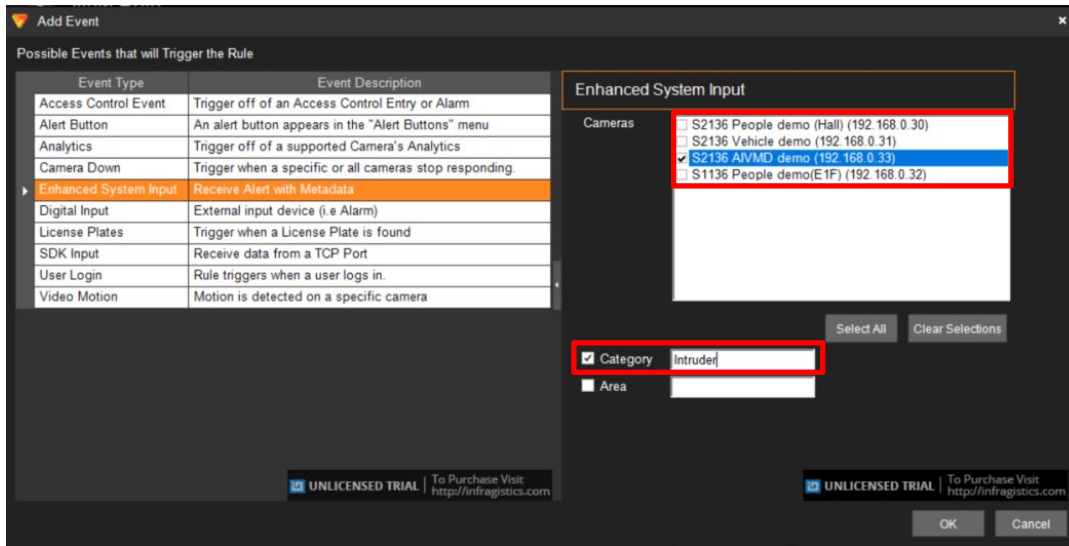 Add Event
Possible Events that will Trigger the Rule
Event Type Event Description
Access Control Event Trigger off of an Access Control Entry or Alarm
Alert Button An alert button appears in the "Alert Buttons" menu
Analytics Trigger off of a supported Camera's Analytics
Camera Down Trigger when a specific or all cameras stop responding.
Enhanced System Input Receive Alert with Metadata
Digital Input External input device (i.e Alarm)
License Plates Trigger when a License Plate is found
SDK Input Receive data from a TCP Port
User Login Rule triggers when a user logs in.
Video Motion Motion is detected on a specific camera
UNLICENSED TRIAL To Purchase Visit
http://infragistics.com
Enhanced System Input
Cameras
S2136 People demo (Hall) (192.168.0.30)
S2136 Vehicle demo (192.168.0.31)
S2136 AIVMD demo (192.168.0.33)
S1136 People demo(E1F) (192.168.0.32)
Select All Clear Selections
Category Intruder
Area
UNLICENSED TRIAL To Purchase Visit
http://infragistics.com
OK Cancel